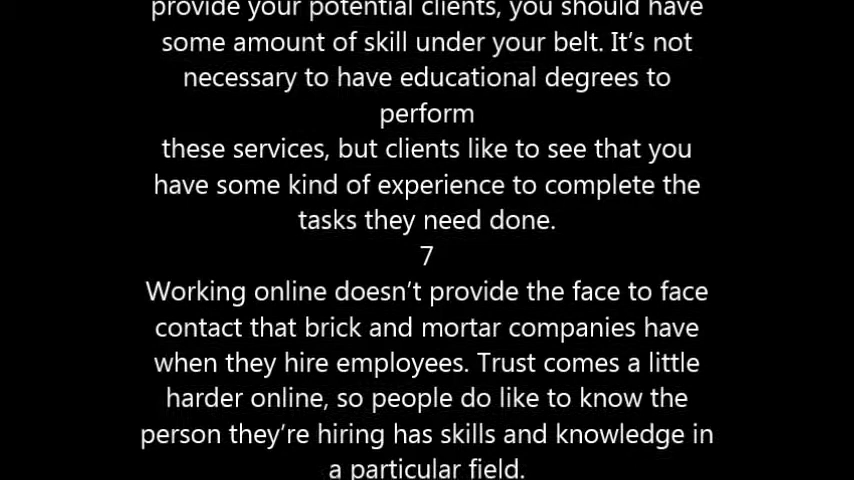 provide your potential clients, you should have
some amount of skill under your belt. It’s not
necessary to have educational degrees to
perform
these services, but clients like to see that you
have some kind of experience to complete the
tasks they need done.
7
Working online doesn’t provide the face to face
contact that brick and mortar companies have
when they hire employees. Trust comes a little
harder online, so people do like to know the
person they’re hiring has skills and knowledge in
a particular field.